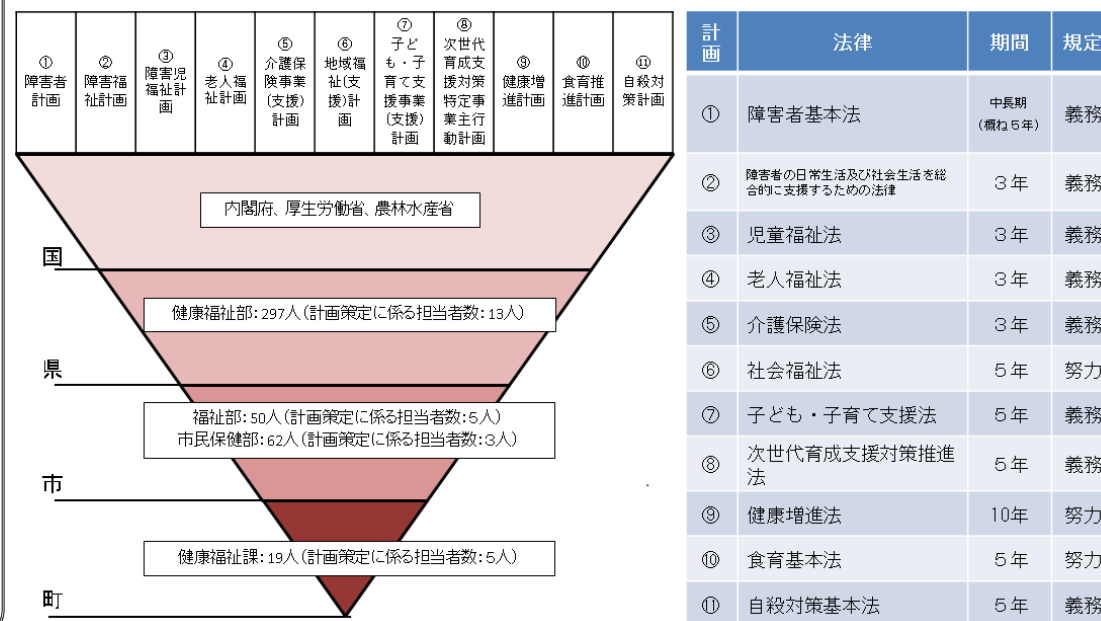 ①
障害者
計画
②
障害福
祉計画
③
障害児
福祉計
画
④
老人福
祉計画
⑤
介護保
険事業
(支援)
計画
⑥
地域福
祉(支
援)計
画
⑦
子ど
も・子
育て支
援事業
(支援)
計画
⑧
次世代
育成支
援対策
特定事
業主行
動計画
⑨
健康増
進計画
⑩
食育推
進計画
⑪
自殺対
策計画
内閣府、厚生労働省、農林水産省
国
健康福祉部:297人(計画策定に係る担当者数:13人)
県
福祉部:50人(計画策定に係る担当者数:5人)
市民保健部:62人(計画策定に係る担当者数:3人)
市
健康福祉課:19人(計画策定に係る担当者数:5人)
町
計画 法律 期間 規定
① 障害者基本法 中長期(概ね5年) 義務
② 障害者の日常生活及び社会生活を総
合的に支援するための法律 3年 義務
③ 児童福祉法 3年 義務
④ 老人福祉法 3年 義務
⑤ 介護保険法 3年 義務
⑥ 社会福祉法 5年 努力
⑦ 子ども・子育て支援法 5年 義務
⑧ 次世代育成支援対策推進
法 5年 義務
⑨ 健康増進法 10年 努力
⑩ 食育基本法 5年 努力
⑪ 自殺対策基本法 5年 義務